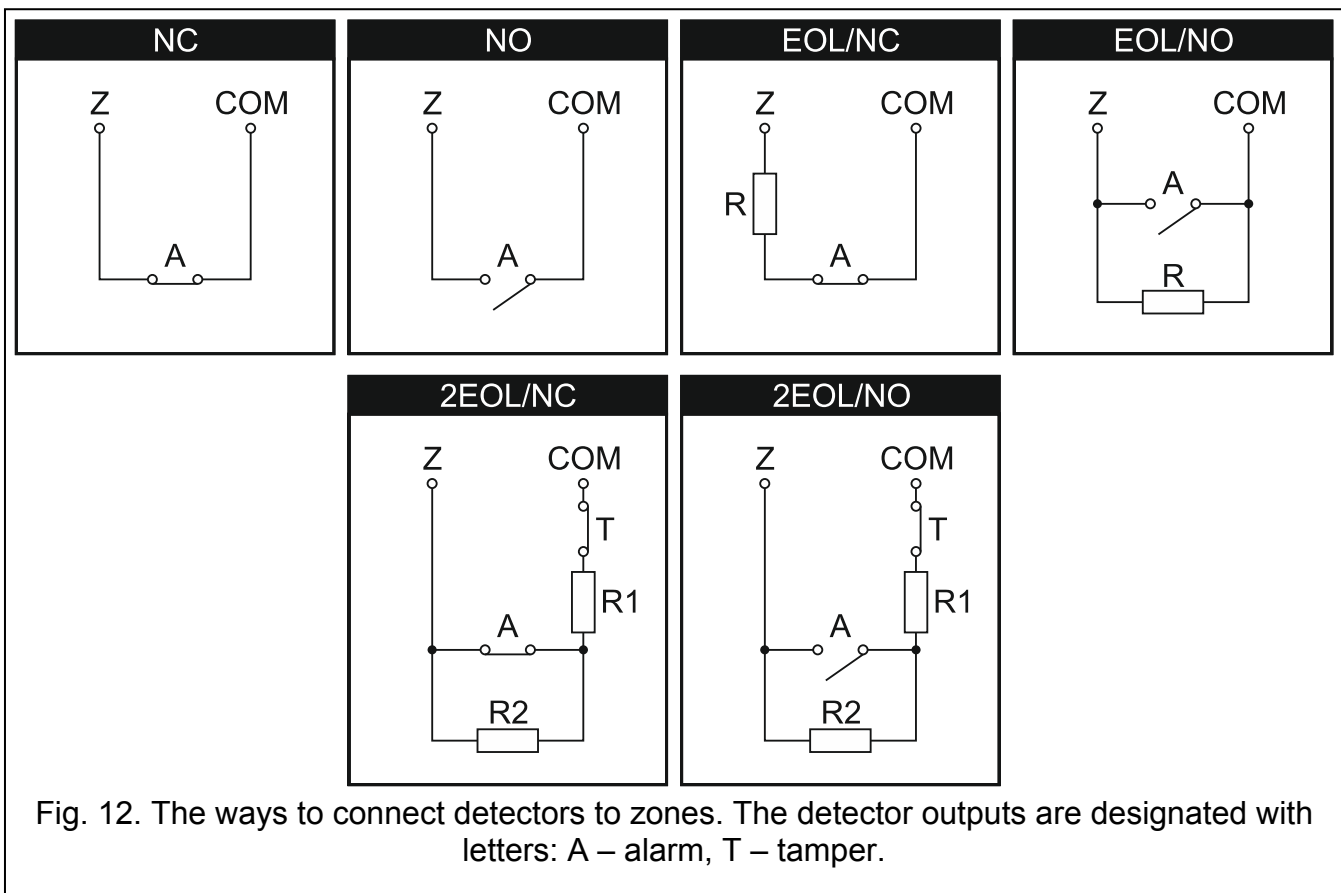 NC
Z COM
A
NO
Z COM
A
EOL/NC
Z COM
R
A
EOL/NO
Z COM
A
R
2EOL/NC
Z COM
T
R1
A
R2
2EOL/NO
Z COM
T
R1
A
R2
Fig. 12. The ways to connect detectors to zones. The detector outputs are designated with
letters: A – alarm, T – tamper.